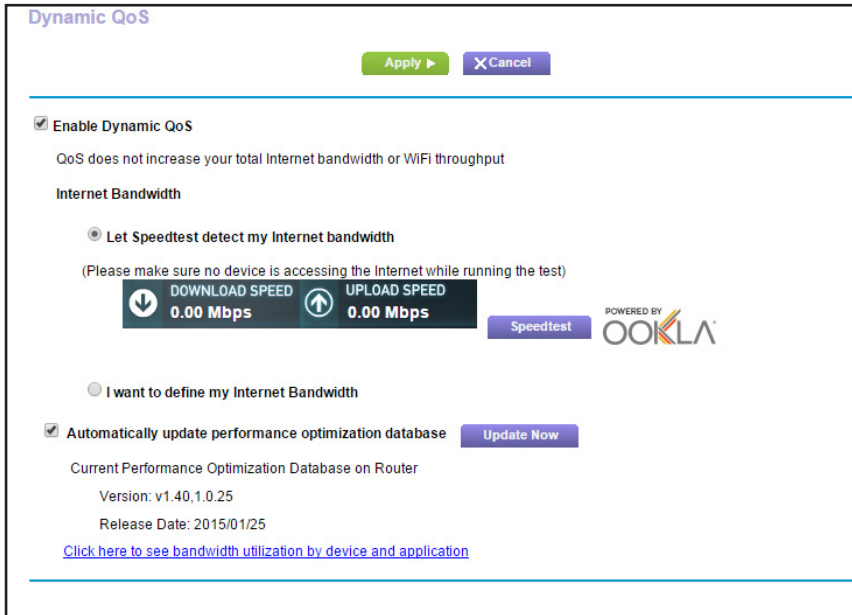 Dynamic QoS
Apply
Cancel
Enable Dynamic QoS
QoS does not increase your total Internet bandwidth or WiFi throughput
Internet Bandwidth
Let Speedtest detect my Internet bandwidth
(Please make sure no device is accessing the Internet while running the test)
DOWNLOAD SPEED UPLOAD SPEED
0.00 Mbps 0.00 Mbps
Speedtest
POWERED BY
OOKLA
I want to define my Internet Bandwidth
Automatically update performance optimization database Update Now
Current Performance Optimization Database on Router
Version: v1.40,1.0.25
Release Date: 2015/01/25
Click here to see bandwidth utilization by device and application